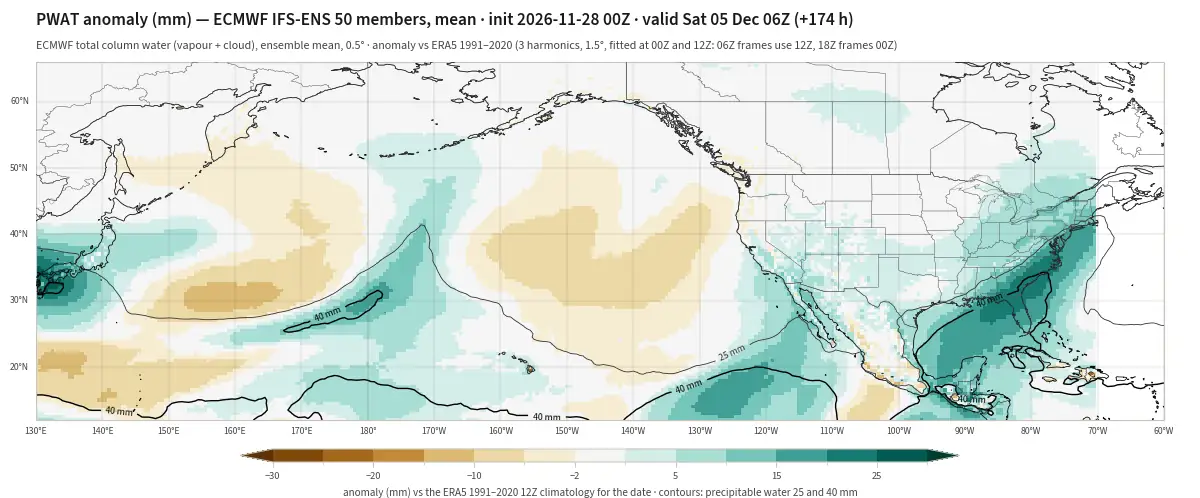 PWAT anomaly (mm) — ECMWF IFS-ENS 50 members, mean · init 2026-11-28 00Z · valid Sat 05 Dec 06Z (+174 h)
ECMWF total column water (vapour + cloud), ensemble mean, 0.5° · anomaly vs ERA5 1991–2020 (3 harmonics, 1.5°, fitted at 00Z and 12Z: 06Z frames use 12Z, 18Z frames 00Z)
60°N
50°N
40°N
40 mm
30°N
40 mm
25 mm
20°N
40 mm
40 mm
40 mm
40 mm
130°E 140°E 150°E 160°E 170°E 180° 170°W 160°W 150°W 140°W 130°W 120°W 110°W 100°W 90°W 80°W 70°W 60°W
−30 −20 −10 −2 5 15 25
anomaly (mm) vs the ERA5 1991–2020 12Z climatology for the date · contours: precipitable water 25 and 40 mm